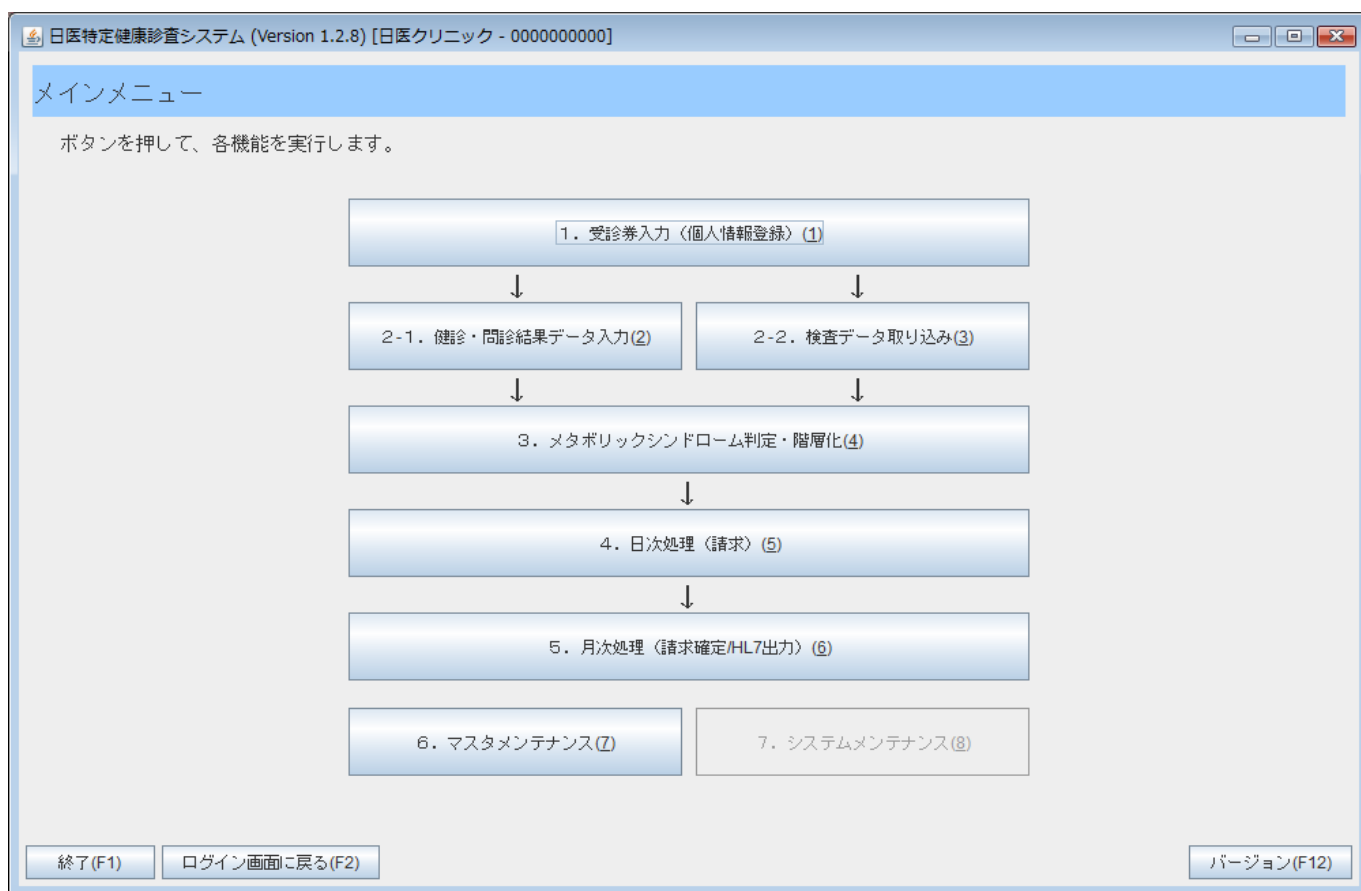 日医特定健康診査システム (Version 1.2.8) [日医クリニック - 0000000000]
メインメニュー
ボタンを押して、各機能を実行します。
１．受診券入力（個人情報登録）(1)
↓ ↓
２-１．健診・問診結果データ入力(2) ２-２．検査データ取り込み(3)
↓ ↓
３．メタボリックシンドローム判定・階層化(4)
↓
４．日次処理（請求）(5)
↓
５．月次処理（請求確定/HL7出力）(6)
６．マスタメンテナンス(7) ７．システムメンテナンス(8)
終了(F1) ログイン画面に戻る(F2) バージョン(F12)